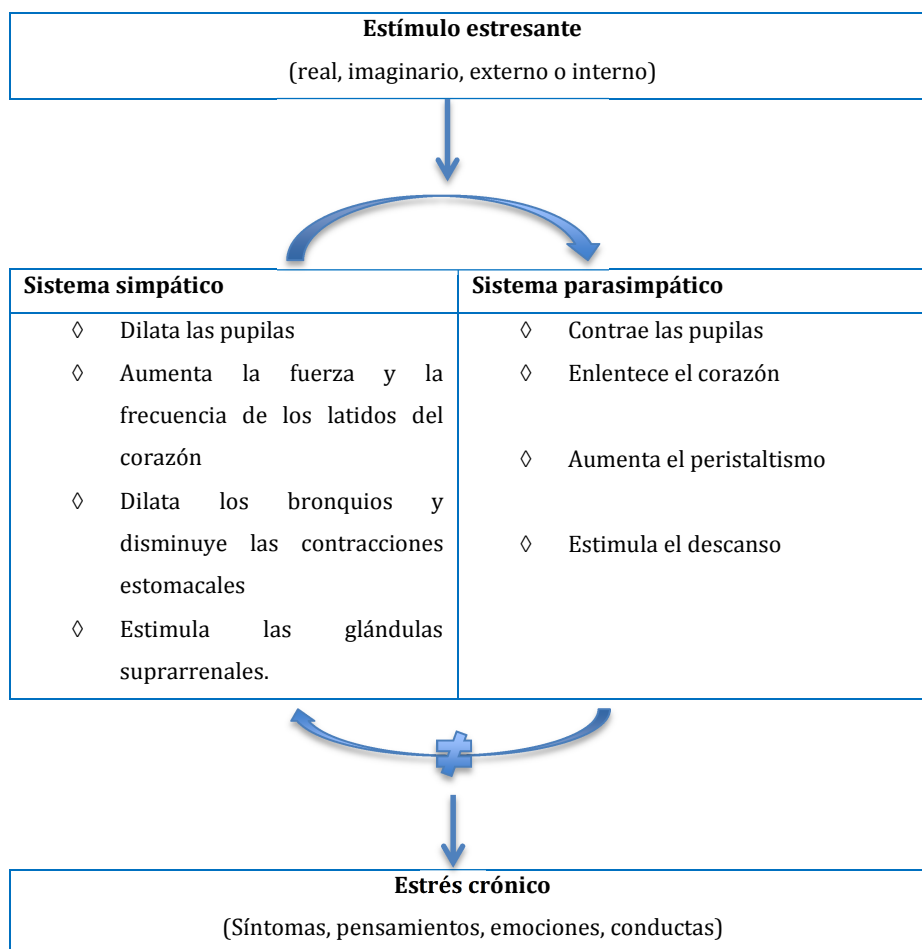 Estímulo estresante
(real, imaginario, externo o interno)
Sistema simpático
◊ Dilata las pupilas
◊ Aumenta la fuerza y la
frecuencia de los latidos del
corazón
◊ Dilata los bronquios y
disminuye las contracciones
estomacales
◊ Estimula las glándulas
suprarrenales.
Sistema parasimpático
◊ Contrae las pupilas
◊ Enlentece el corazón
◊ Aumenta el peristaltismo
◊ Estimula el descanso
≠
Estrés crónico
(Síntomas, pensamientos, emociones, conductas)